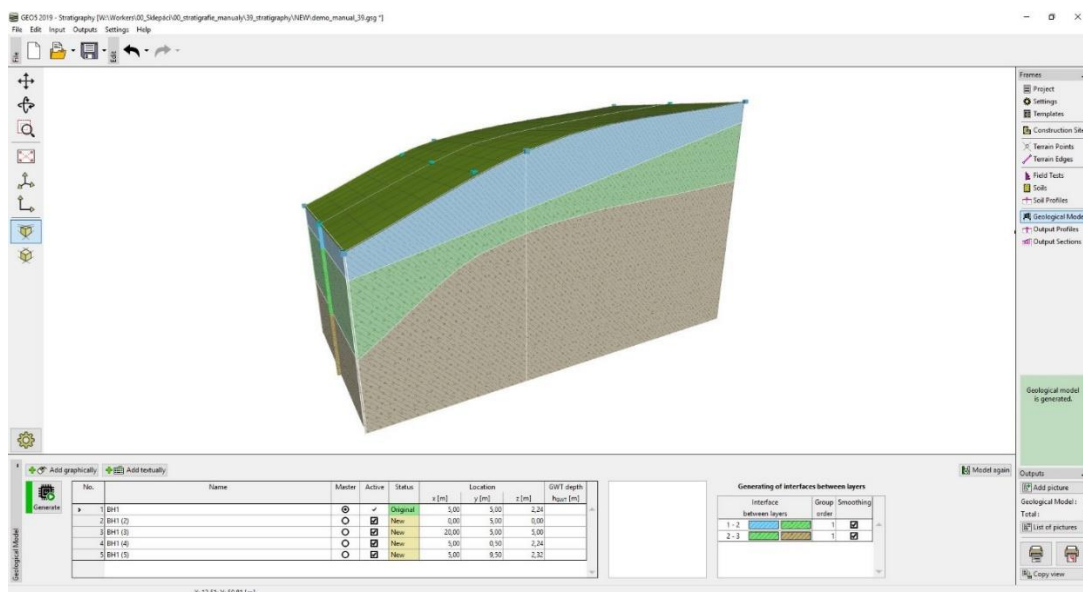 GEO5 2019 - Stratigraphy [W:\Workers\00_Sklepáci\00_stratigrafie_manualy\39_stratigraphy\NEW\demo_manual_39.gsg *]
File Edit Input Outputs Settings Help
File
Edit
Frames
Project
Settings
Templates
Construction Site
Terrain Points
Terrain Edges
Field Tests
Soils
Soil Profiles
Geological Mode
Output Profiles
Output Sections
Geological model
is generated.
Add graphically Add textually Model again
Generate
Geological Model
No. Name Master Active Status Location GWT depth
x [m] y [m] z [m] hGWT [m]
1 BH1 Original 5,00 5,00 2,24
2 BH1 (2) New 0,00 5,00 0,00
3 BH1 (3) New 20,00 5,00 5,00
4 BH1 (4) New 5,00 0,50 2,24
5 BH1 (5) New 5,00 9,50 2,32
Generating of interfaces between layers
Interface Group Smoothing
between layers order
1 - 2 1
2 - 3 1
Outputs
Add picture
Geological Model :
Total :
List of pictures
Copy view